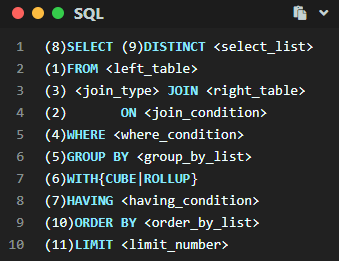 SQL
1 (8)SELECT (9)DISTINCT <select_list>
2 (1)FROM <left_table>
3 (3) <join_type> JOIN <right_table>
4 (2)       ON <join_condition>
5 (4)WHERE <where_condition>
6 (5)GROUP BY <group_by_list>
7 (6)WITH{CUBE|ROLLUP}
8 (7)HAVING <having_condition>
9 (10)ORDER BY <order_by_list>
10 (11)LIMIT <limit_number>